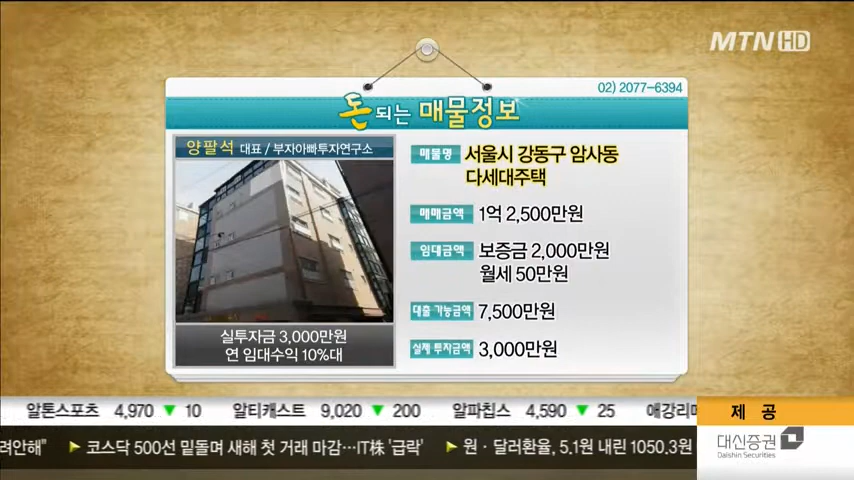 MTN HD
02) 2077-6394
돈 되는 매물정보
양팔석 대표 / 부자아빠투자연구소
매물명 서울시 강동구 암사동
다세대주택
매매금액 1억 2,500만원
임대금액 보증금 2,000만원
월세 50만원
대출 가능금액 7,500만원
실제 투자금액 3,000만원
실투자금 3,000만원
연 임대수익 10%대
알톤스포츠 4,970 ▼ 10 알티캐스트 9,020 ▼ 200 알파칩스 4,590 ▼ 25 애강리메
제 공
려안해" ▶ 코스닥 500선 밑돌며 새해 첫 거래 마감…IT株 '급락' ▶ 원·달러환율, 5.1원 내린 1050.3원
대신증권
Daishin Securities